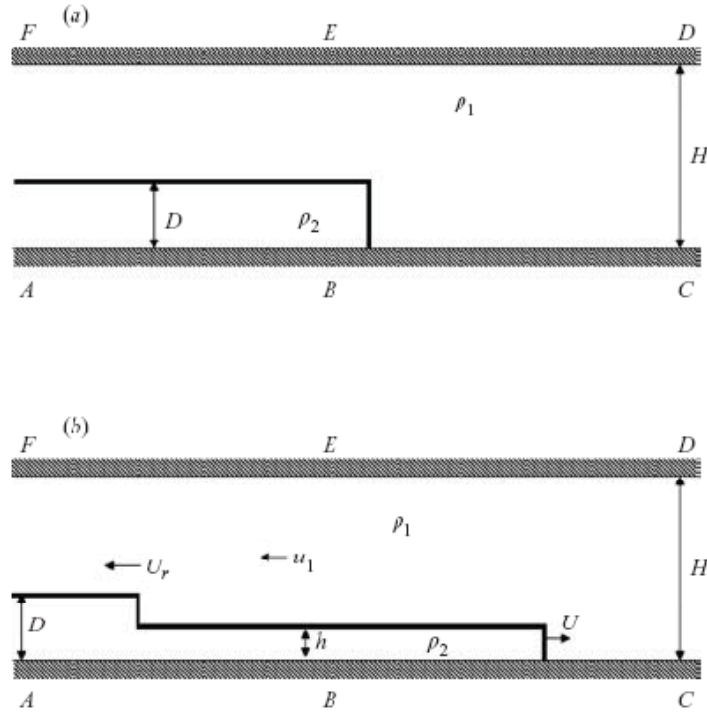 (a)
F E D
ρ1
H
D ρ2
A B C
(b)
F E D
ρ1
Ur u1
H
D h ρ2 U
A B C